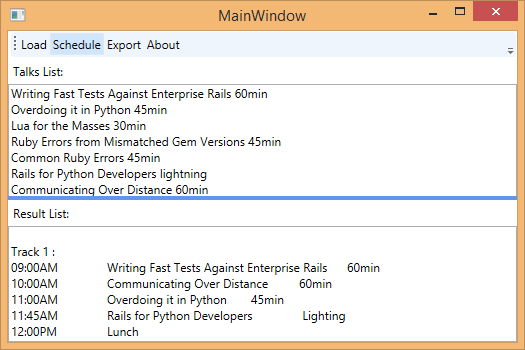 MainWindow
Load Schedule Export About
Talks List:
Writing Fast Tests Against Enterprise Rails 60min
Overdoing it in Python 45min
Lua for the Masses 30min
Ruby Errors from Mismatched Gem Versions 45min
Common Ruby Errors 45min
Rails for Python Developers lightning
Communicating Over Distance 60min
Result List:
Track 1 :
09:00AM Writing Fast Tests Against Enterprise Rails 60min
10:00AM Communicating Over Distance 60min
11:00AM Overdoing it in Python 45min
11:45AM Rails for Python Developers Lighting
12:00PM Lunch